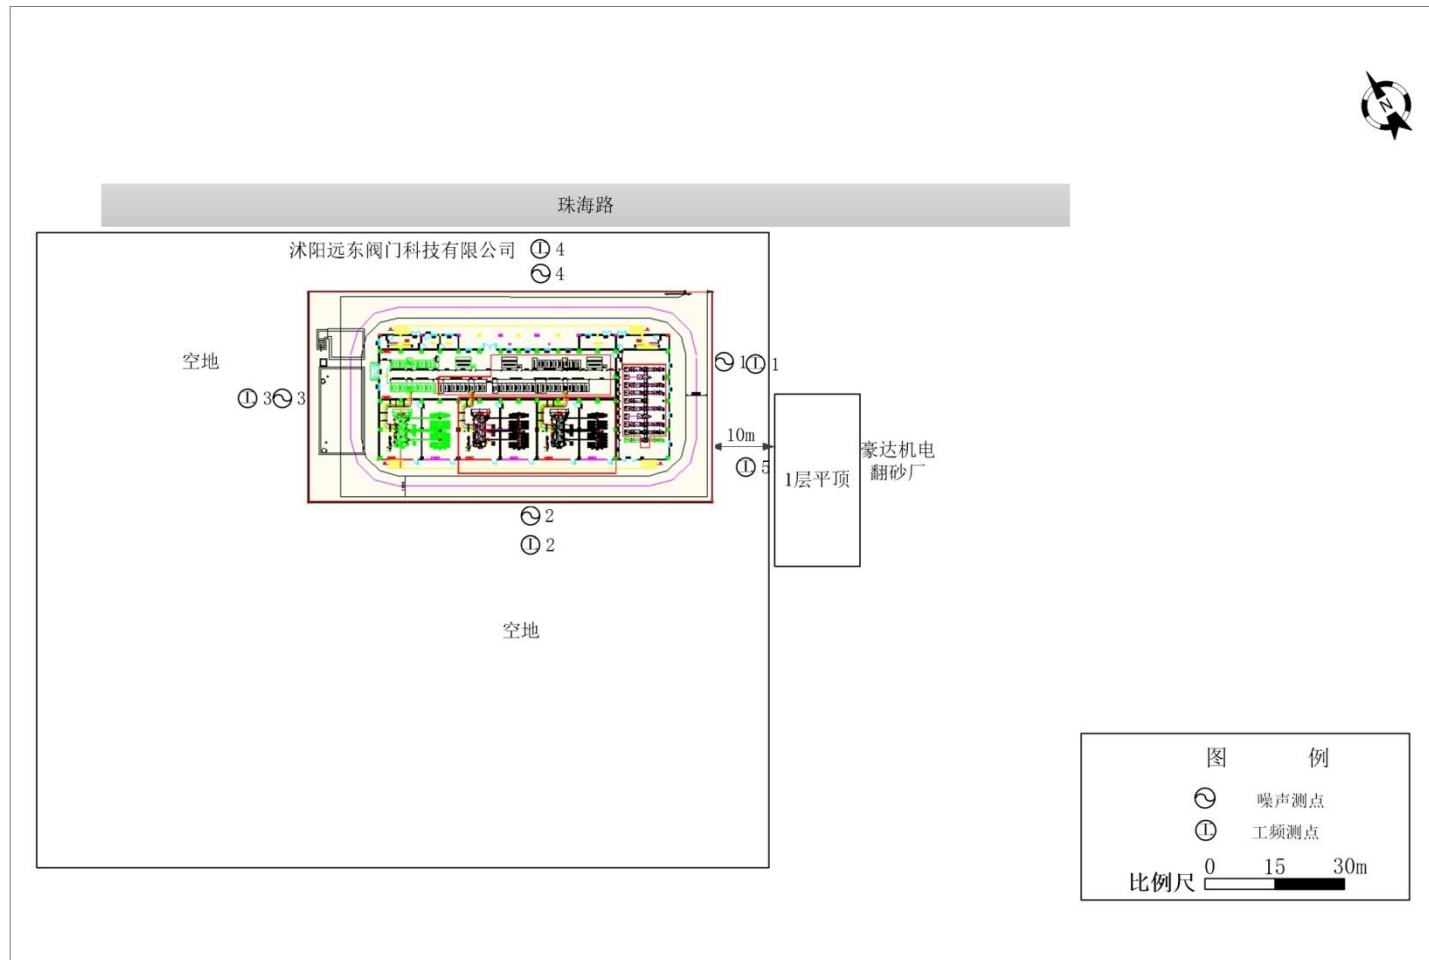 N
珠海路
沭阳远东阀门科技有限公司 4
4
空地
1 1
3 3
10m
豪达机电
翻砂厂
5
1层平顶
2
2
空地
图 例
噪声测点
工频测点
0 15 30m
比例尺